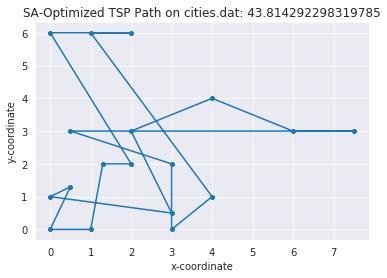 SA-Optimized TSP Path on cities.dat: 43.814292298319785
6
5
4
3
2
1
0
y-coordinate
0 1 2 3 4 5 6 7
x-coordinate